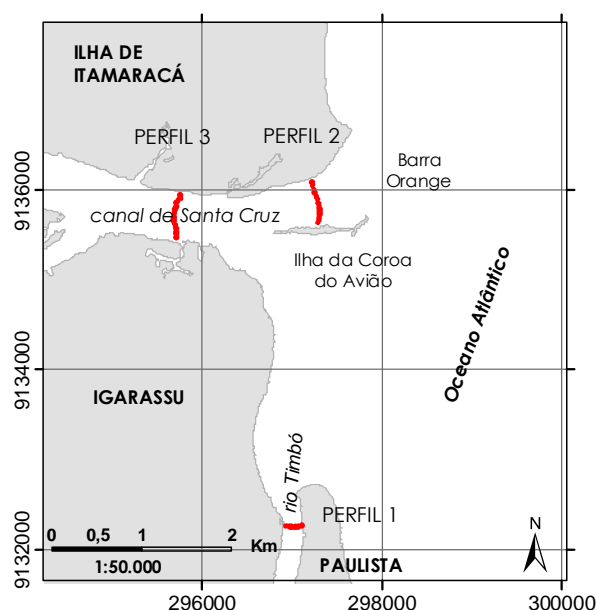 ILHA DE
ITAMARACÁ
PERFIL 3
PERFIL 2
Barra
Orange
9136000
canal de Santa Cruz
Ilha da Coroa
do Avião
Oceano Atlântico
9134000
IGARASSU
rio Timbó
PERFIL 1
N
0 0,5 1 2
Km
1:50.000
PAULISTA
9132000
296000 298000 300000